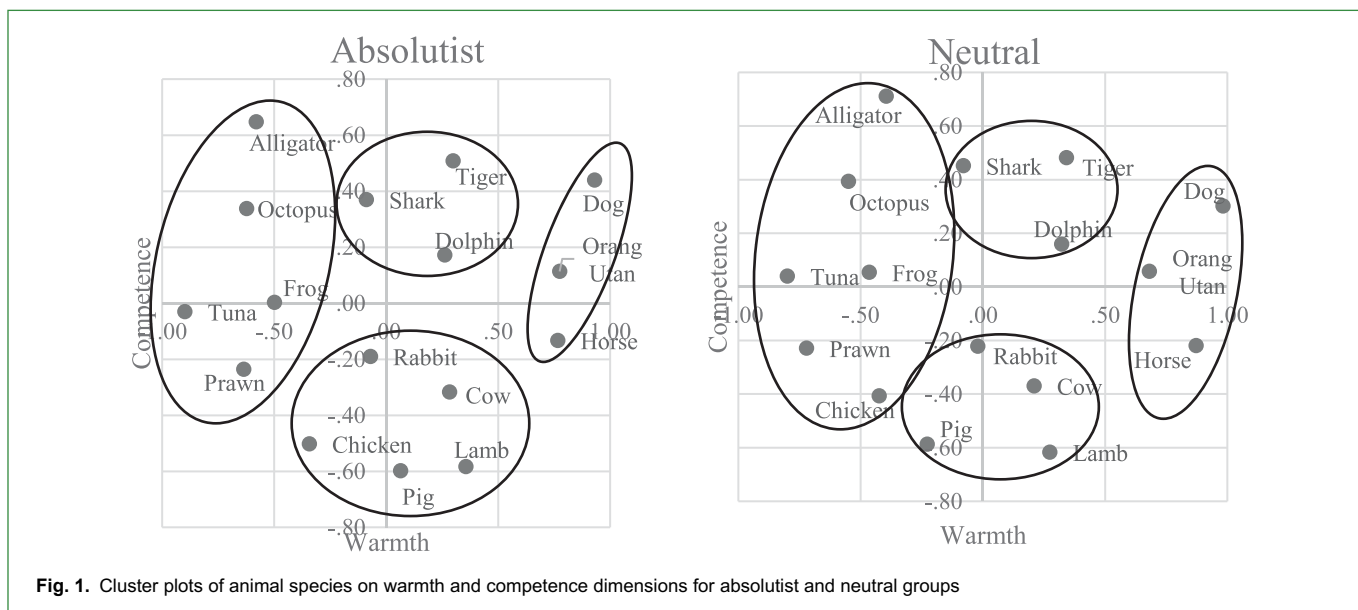 Absolutist
.80
Alligator
.60
Tiger
.40
Shark
Dog
Octopus
.20
Dolphin
Orang
Utan
Competence
Frog
.00
Tuna
1.00
-.50
.00
.50
1.00
Horse
-.20
Rabbit
Prawn
Cow
-.40
Chicken
Lamb
-.60
Pig
-.80
Warmth
Neutral
.80
Alligator
.60
Shark
Tiger
.40
Dog
Octopus
.20
Dolphin
Orang
Utan
Competence
Tuna
Frog
.00
-1.00
-.50
.00
.50
1.00
-.20
Prawn
Rabbit
Horse
Cow
-.40
Chicken
Pig
Lamb
-.60
-.80
Warmth
Fig. 1. Cluster plots of animal species on warmth and competence dimensions for absolutist and neutral groups